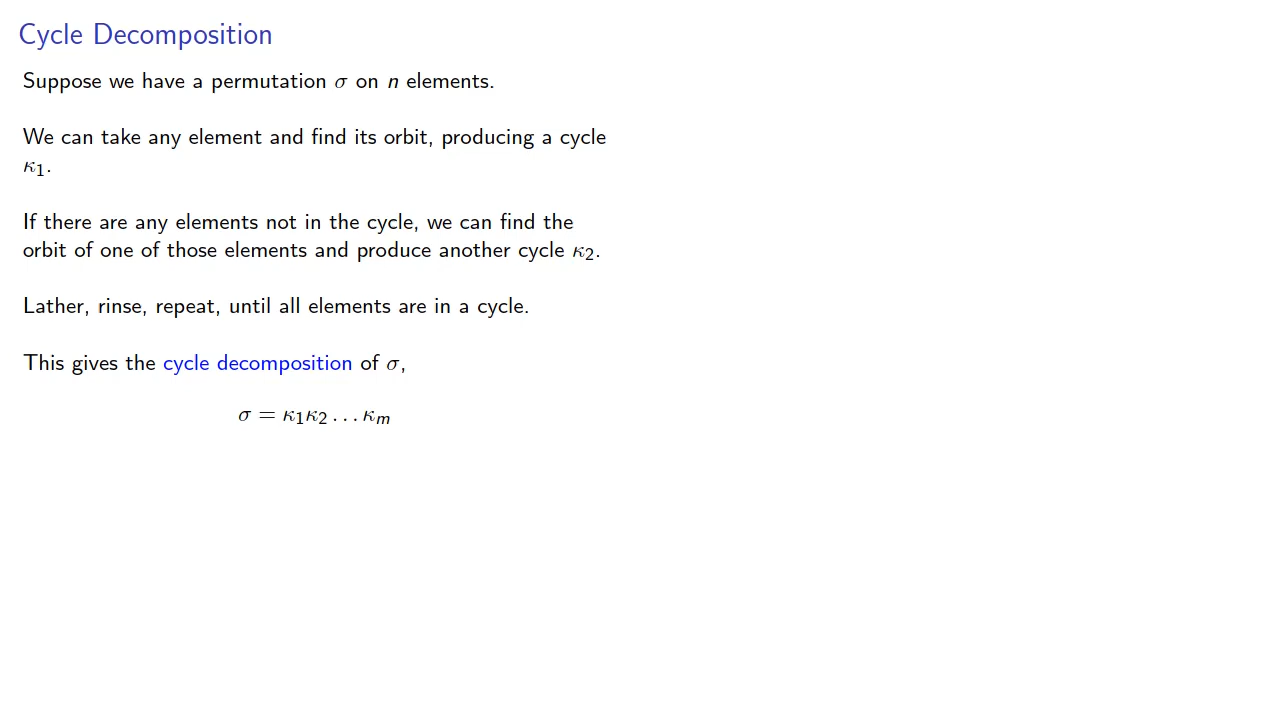 Cycle Decomposition
Suppose we have a permutation σ on n elements.
We can take any element and find its orbit, producing a cycle
κ₁.
If there are any elements not in the cycle, we can find the
orbit of one of those elements and produce another cycle κ₂.
Lather, rinse, repeat, until all elements are in a cycle.
This gives the cycle decomposition of σ,
σ = κ₁κ₂ . . . κₘ